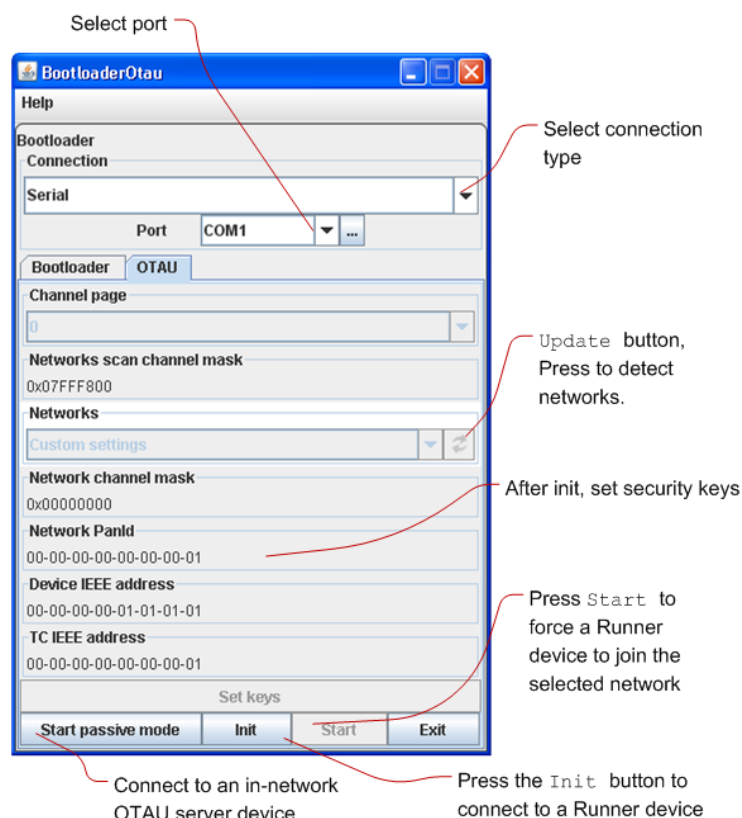 Select port
BootloaderOtau
Help
Bootloader
Connection
Serial
Port
COM1
...
Select connection
type
Bootloader
OTAU
Channel page
0
Networks scan channel mask
0x07FFF800
Networks
Custom settings
Update button,
Press to detect
networks.
Network channel mask
0x00000000
After init, set security keys
Network PanId
00-00-00-00-00-00-00-01
Device IEEE address
00-00-00-00-01-01-01-01
TC IEEE address
00-00-00-00-00-00-00-01
Press Start to
force a Runner
device to join the
selected network
Set keys
Start passive mode
Init
Start
Exit
Connect to an in-network
OTAU server device
Press the Init button to
connect to a Runner device